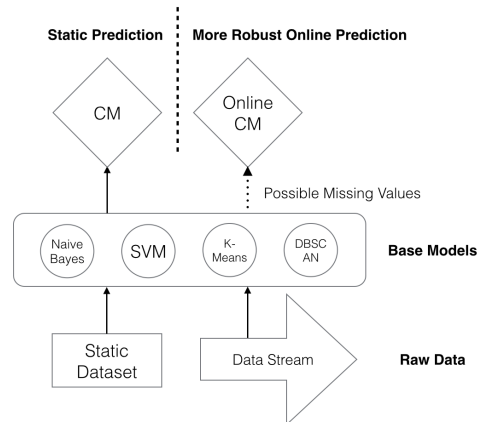 Static Prediction
More Robust Online Prediction
CM
Online
CM
Possible Missing Values
Naive
Bayes
SVM
K-
Means
DBSC
AN
Base Models
Static
Dataset
Data Stream
Raw Data